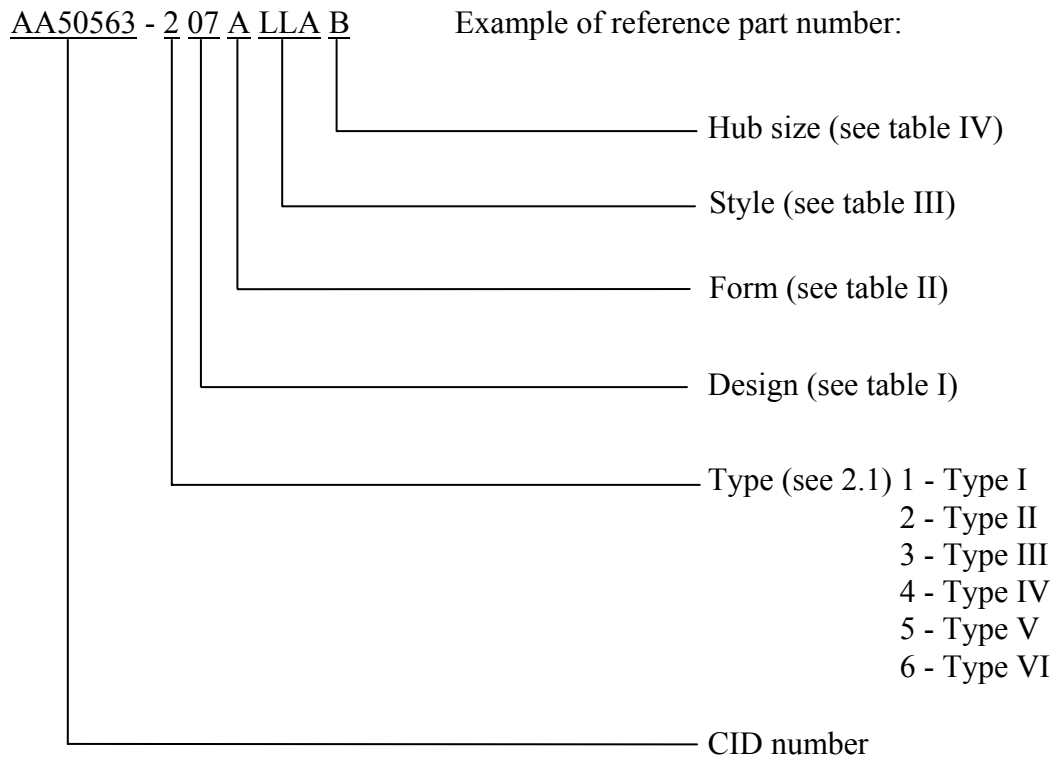 AA50563 - 2 07 A LLA B Example of reference part number:
Hub size (see table IV)
Style (see table III)
Form (see table II)
Design (see table I)
Type (see 2.1) 1 - Type I
2 - Type II
3 - Type III
4 - Type IV
5 - Type V
6 - Type VI
CID number